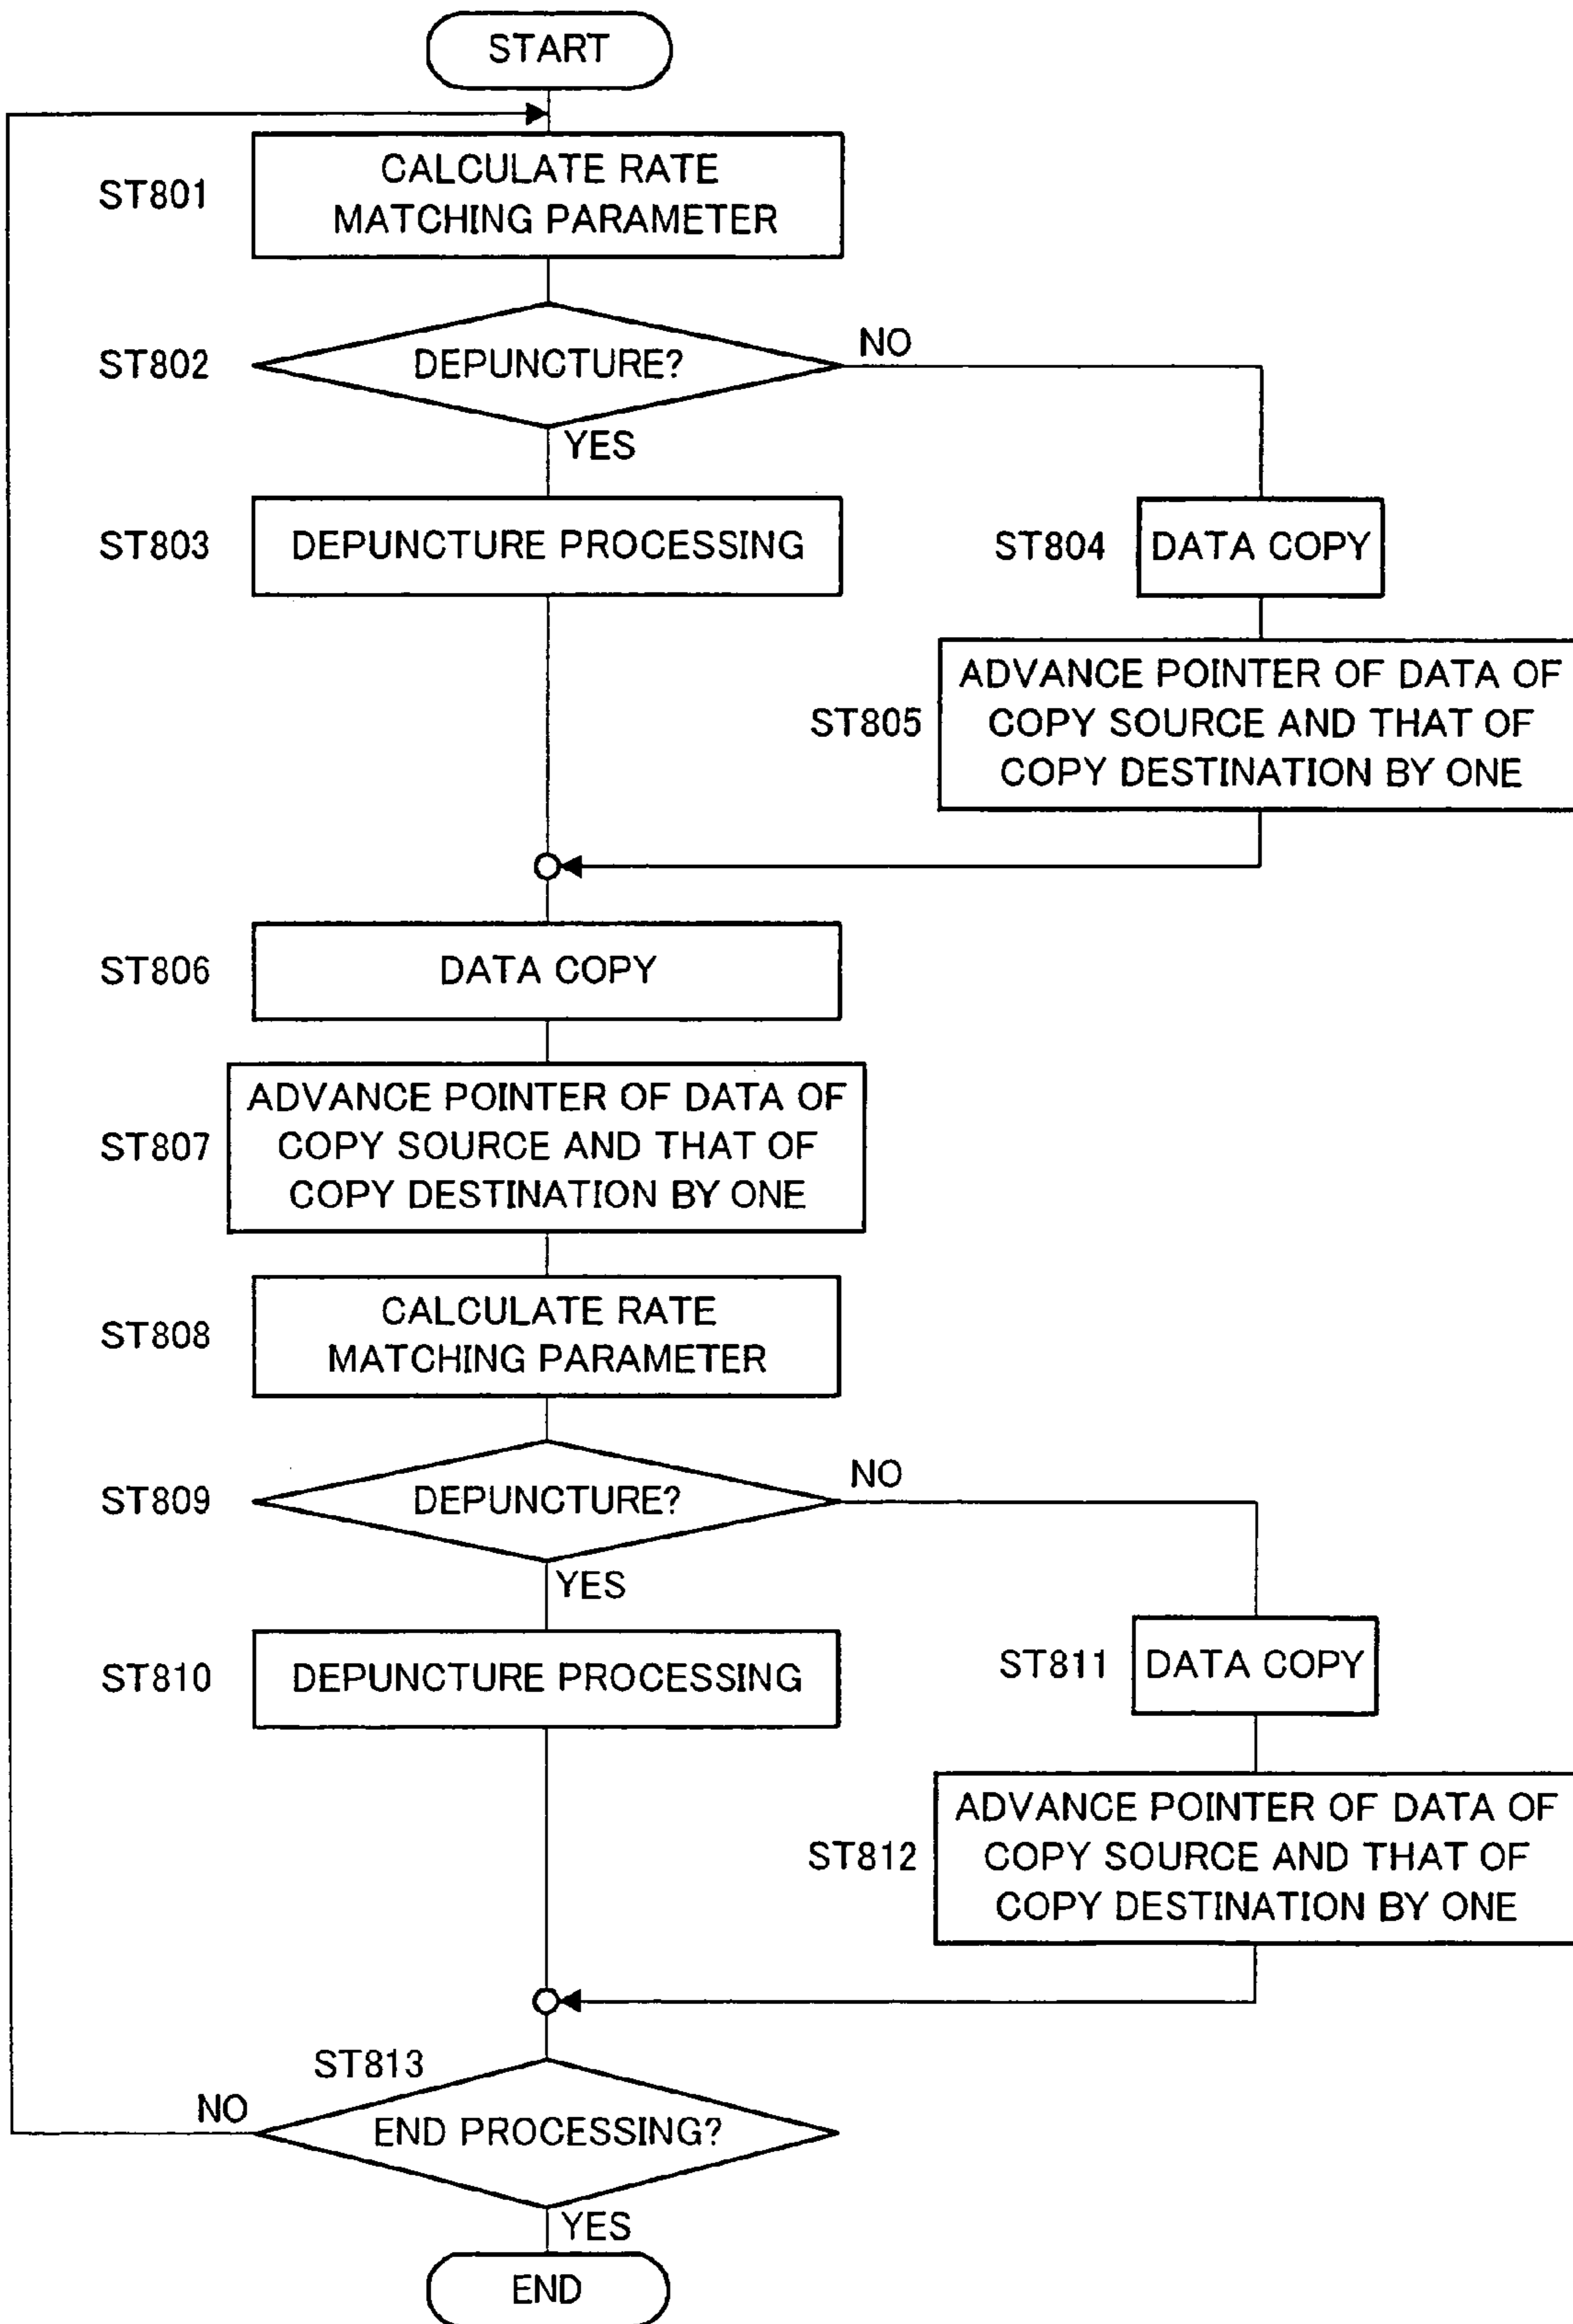 START
ST801
CALCULATE RATE
MATCHING PARAMETER
ST802
DEPUNCTURE?
NO
YES
ST803
DEPUNCTURE PROCESSING
ST804
DATA COPY
ST805
ADVANCE POINTER OF DATA OF
COPY SOURCE AND THAT OF
COPY DESTINATION BY ONE
ST806
DATA COPY
ST807
ADVANCE POINTER OF DATA OF
COPY SOURCE AND THAT OF
COPY DESTINATION BY ONE
ST808
CALCULATE RATE
MATCHING PARAMETER
ST809
DEPUNCTURE?
NO
YES
ST810
DEPUNCTURE PROCESSING
ST811
DATA COPY
ST812
ADVANCE POINTER OF DATA OF
COPY SOURCE AND THAT OF
COPY DESTINATION BY ONE
ST813
NO
END PROCESSING?
YES
END